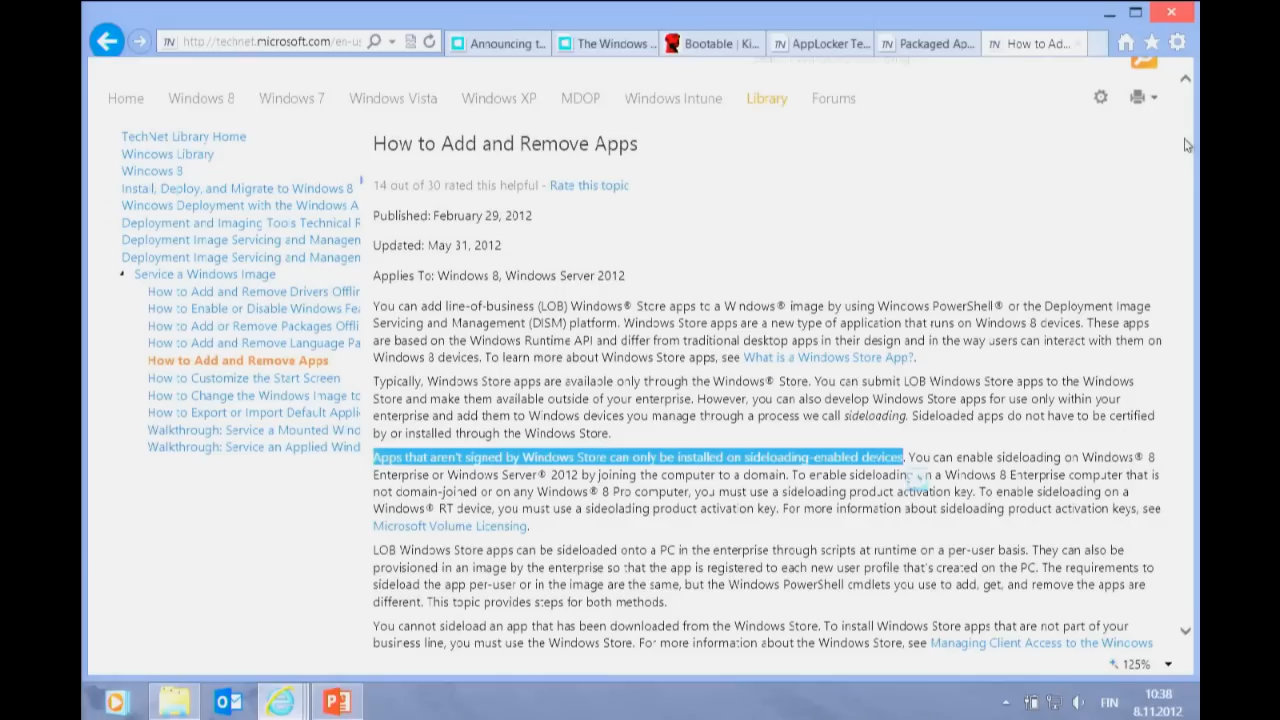 http://technet.microsoft.com/en-us
Announcing t...
The Windows ...
Bootable | Ki...
AppLocker Te...
Packaged Ap...
How to Ad...
Home Windows 8 Windows 7 Windows Vista Windows XP MDOP Windows Intune Library Forums
TechNet Library Home
Windows Library
Windows 8
Install, Deploy, and Migrate to Windows 8
Windows Deployment with the Windows A
Deployment and Imaging Tools Technical R
Deployment Image Servicing and Managen
Deployment Image Servicing and Managen
Service a Windows Image
How to Add and Remove Drivers Offlin
How to Enable or Disable Windows Fea
How to Add or Remove Packages Offli
How to Add and Remove Language Pa
How to Add and Remove Apps
How to Customize the Start Screen
How to Change the Windows Image to
How to Export or Import Default Appli
Walkthrough: Service a Mounted Wind
Walkthrough: Service an Applied Wind
How to Add and Remove Apps
14 out of 30 rated this helpful - Rate this topic
Published: February 29, 2012
Updated: May 31, 2012
Applies To: Windows 8, Windows Server 2012
You can add line-of-business (LOB) Windows® Store apps to a Windows® image by using Windows PowerShell® or the Deployment Image
Servicing and Management (DISM) platform. Windows Store apps are a new type of application that runs on Windows 8 devices. These apps
are based on the Windows Runtime API and differ from traditional desktop apps in their design and in the way users can interact with them on
Windows 8 devices. To learn more about Windows Store apps, see What is a Windows Store App?.
Typically, Windows Store apps are available only through the Windows® Store. You can submit LOB Windows Store apps to the Windows
Store and make them available outside of your enterprise. However, you can also develop Windows Store apps for use only within your
enterprise and add them to Windows devices you manage through a process we call sideloading. Sideloaded apps do not have to be certified
by or installed through the Windows Store.
Apps that aren't signed by Windows Store can only be installed on sideloading-enabled devices. You can enable sideloading on Windows® 8
Enterprise or Windows Server® 2012 by joining the computer to a domain. To enable sideloading a Windows 8 Enterprise computer that is
not domain-joined or on any Windows® 8 Pro computer, you must use a sideloading product activation key. To enable sideloading on a
Windows® RT device, you must use a sideolading product activation key. For more information about sideloading product activation keys, see
Microsoft Volume Licensing.
LOB Windows Store apps can be sideloaded onto a PC in the enterprise through scripts at runtime on a per-user basis. They can also be
provisioned in an image by the enterprise so that the app is registered to each new user profile that's created on the PC. The requirements to
sideload the app per-user or in the image are the same, but the Windows PowerShell cmdlets you use to add, get, and remove the apps are
different. This topic provides steps for both methods.
You cannot sideload an app that has been downloaded from the Windows Store. To install Windows Store apps that are not part of your
business line, you must use the Windows Store. For more information about the Windows Store, see Managing Client Access to the Windows
125%
FIN
10:38
8.11.2012